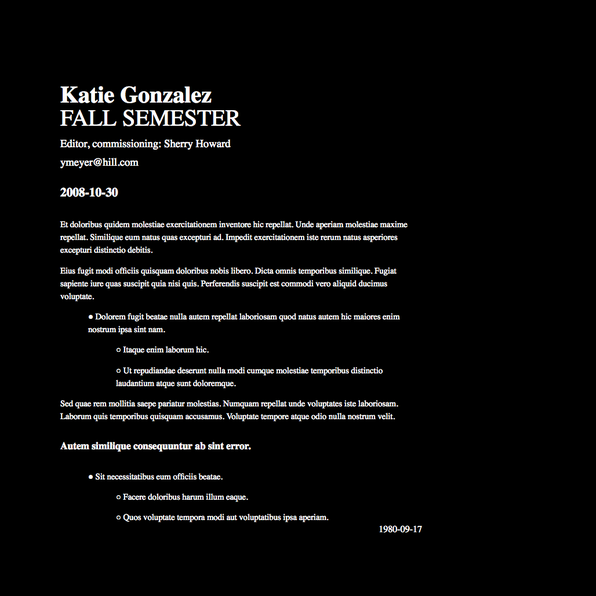 Katie Gonzalez
FALL SEMESTER
Editor, commissioning: Sherry Howard
ymeyer@hill.com
2008-10-30
Et doloribus quidem molestiae exercitationem inventore hic repellat. Unde aperiam molestiae maxime
repellat. Similique eum natus quas excepturi ad. Impedit exercitationem iste rerum natus asperiores
excepturi distinctio debitis.
Eius fugit modi officiis quisquam doloribus nobis libero. Dicta omnis temporibus similique. Fugiat
sapiente iure quas suscipit quia nisi quis. Perferendis suscipit est commodi vero aliquid ducimus
voluptate.
● Dolorem fugit beatae nulla autem repellat laboriosam quod natus autem hic maiores enim
nostrum ipsa sint nam.
○ Itaque enim laborum hic.
○ Ut repudiandae deserunt nulla modi cumque molestiae temporibus distinctio
laudantium atque sunt doloremque.
Sed quae rem mollitia saepe pariatur molestias. Numquam repellat unde voluptates iste laboriosam.
Laborum quis temporibus quisquam accusamus. Voluptate tempore atque odio nulla nostrum velit.
Autem similique consequuntur ab sint error.
● Sit necessitatibus eum officiis beatae.
○ Facere doloribus harum illum eaque.
○ Quos voluptate tempora modi aut voluptatibus ipsa aperiam.
1980-09-17